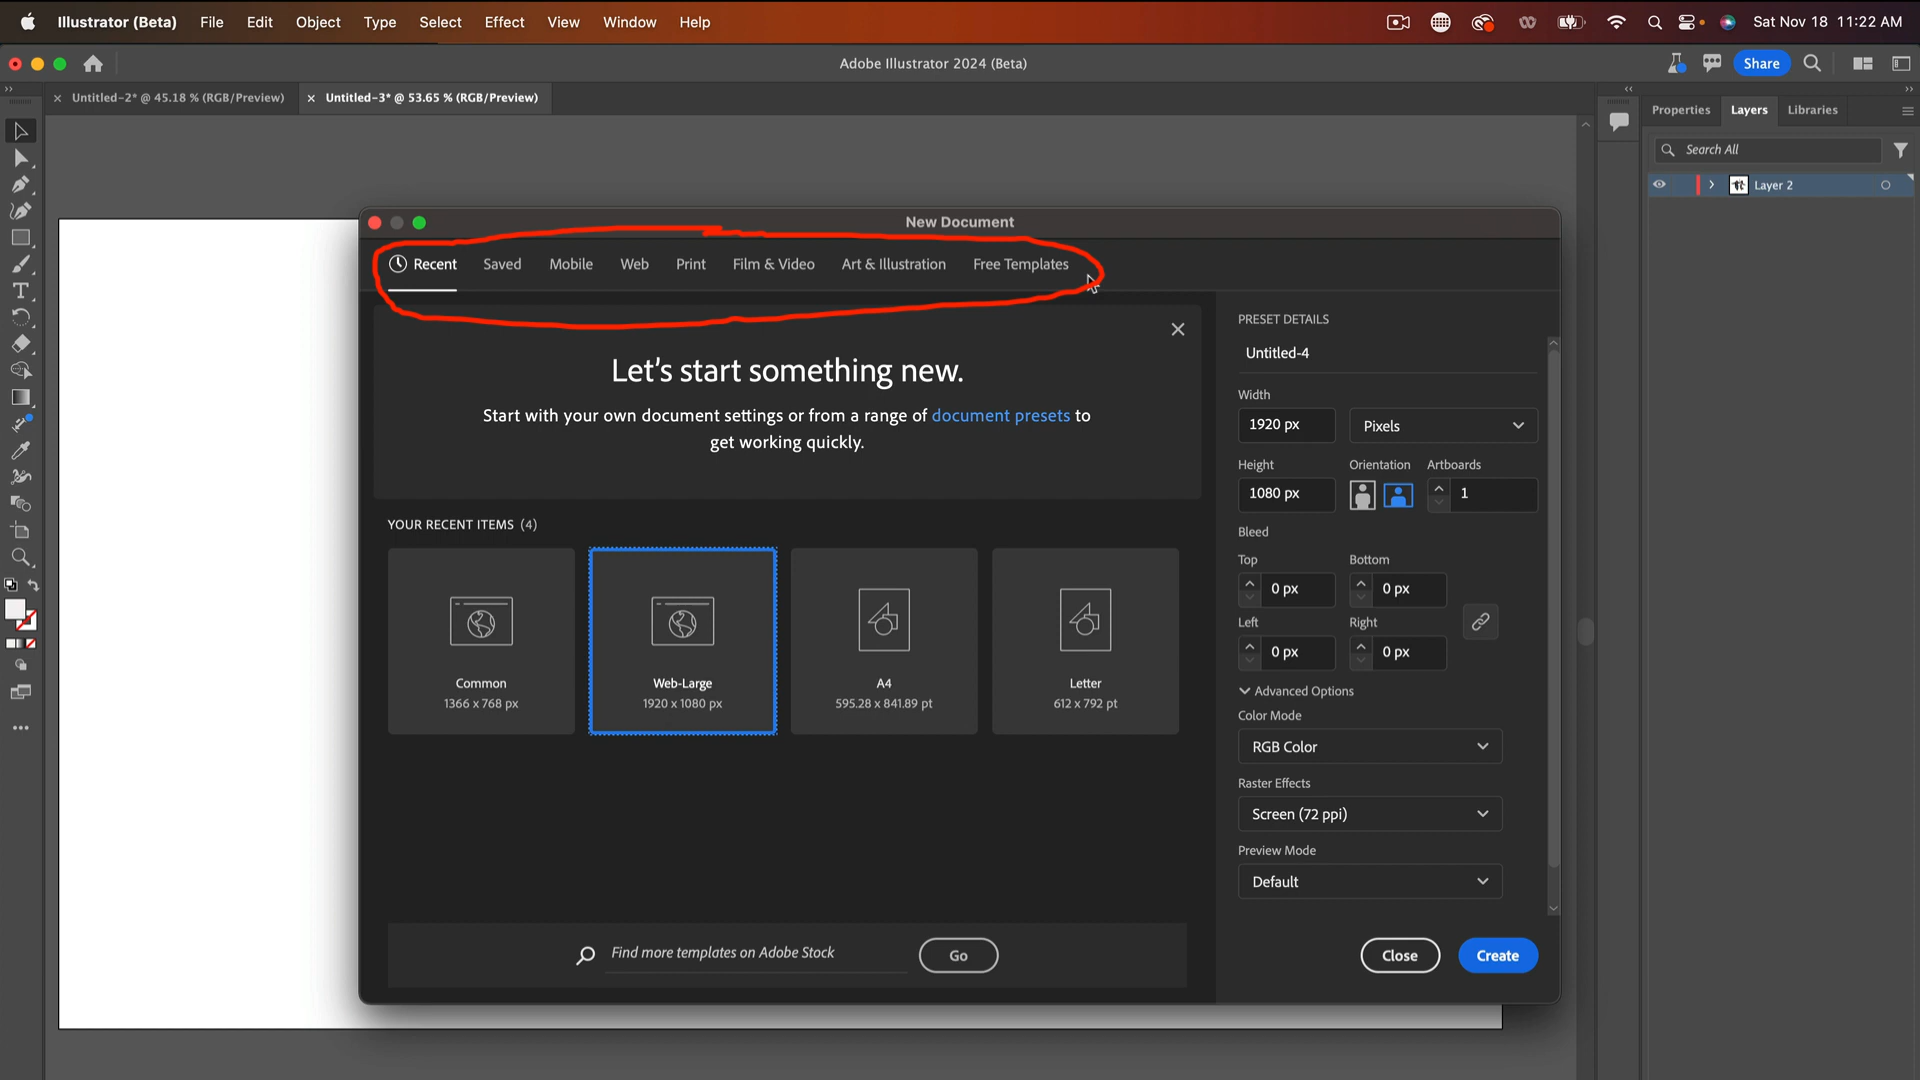 Illustrator (Beta) File Edit Object Type Select Effect View Window Help Sat Nov 18 11:22 AM
Adobe Illustrator 2024 (Beta) Share
Untitled-2* @ 45.18 % (RGB/Preview) Untitled-3* @ 53.65 % (RGB/Preview)
Properties Layers Libraries
Search All
Layer 2
New Document
Recent Saved Mobile Web Print Film & Video Art & Illustration Free Templates
Let's start something new.
Start with your own document settings or from a range of document presets to
get working quickly.
YOUR RECENT ITEMS (4)
Common
1366 x 768 px
Web-Large
1920 x 1080 px
A4
595.28 x 841.89 pt
Letter
612 x 792 pt
Find more templates on Adobe Stock Go
PRESET DETAILS
Untitled-4
Width
1920 px Pixels
Height Orientation Artboards
1080 px 1
Bleed
Top Bottom
0 px 0 px
Left Right
0 px 0 px
Advanced Options
Color Mode
RGB Color
Raster Effects
Screen (72 ppi)
Preview Mode
Default
Close Create